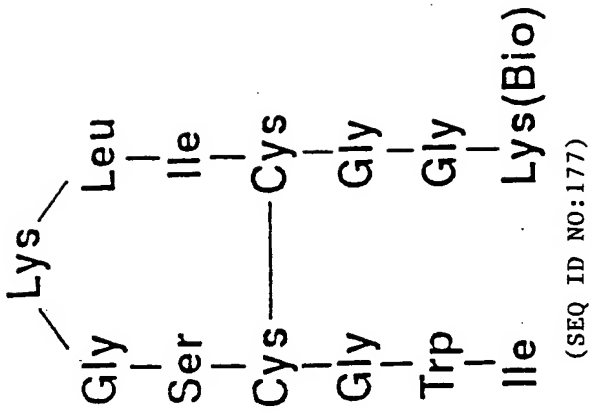 Lys
Gly Leu
Ser Ile
Cys Cys
Gly Gly
Trp Gly
Ile Lys(Bio)
(SEQ ID NO:177)